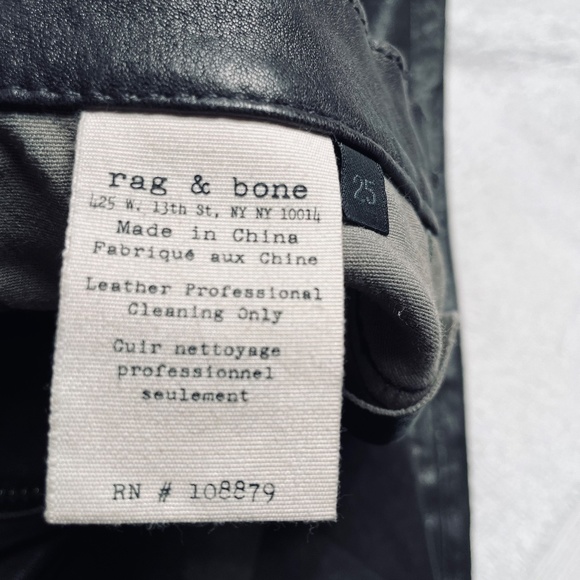 rag & bone
425 W. 13th St, NY NY 10014
Made in China
Fabriqué aux Chine
Leather Professional
Cleaning Only
Cuir nettoyage
professionnel
seulement
RN # 108879
25